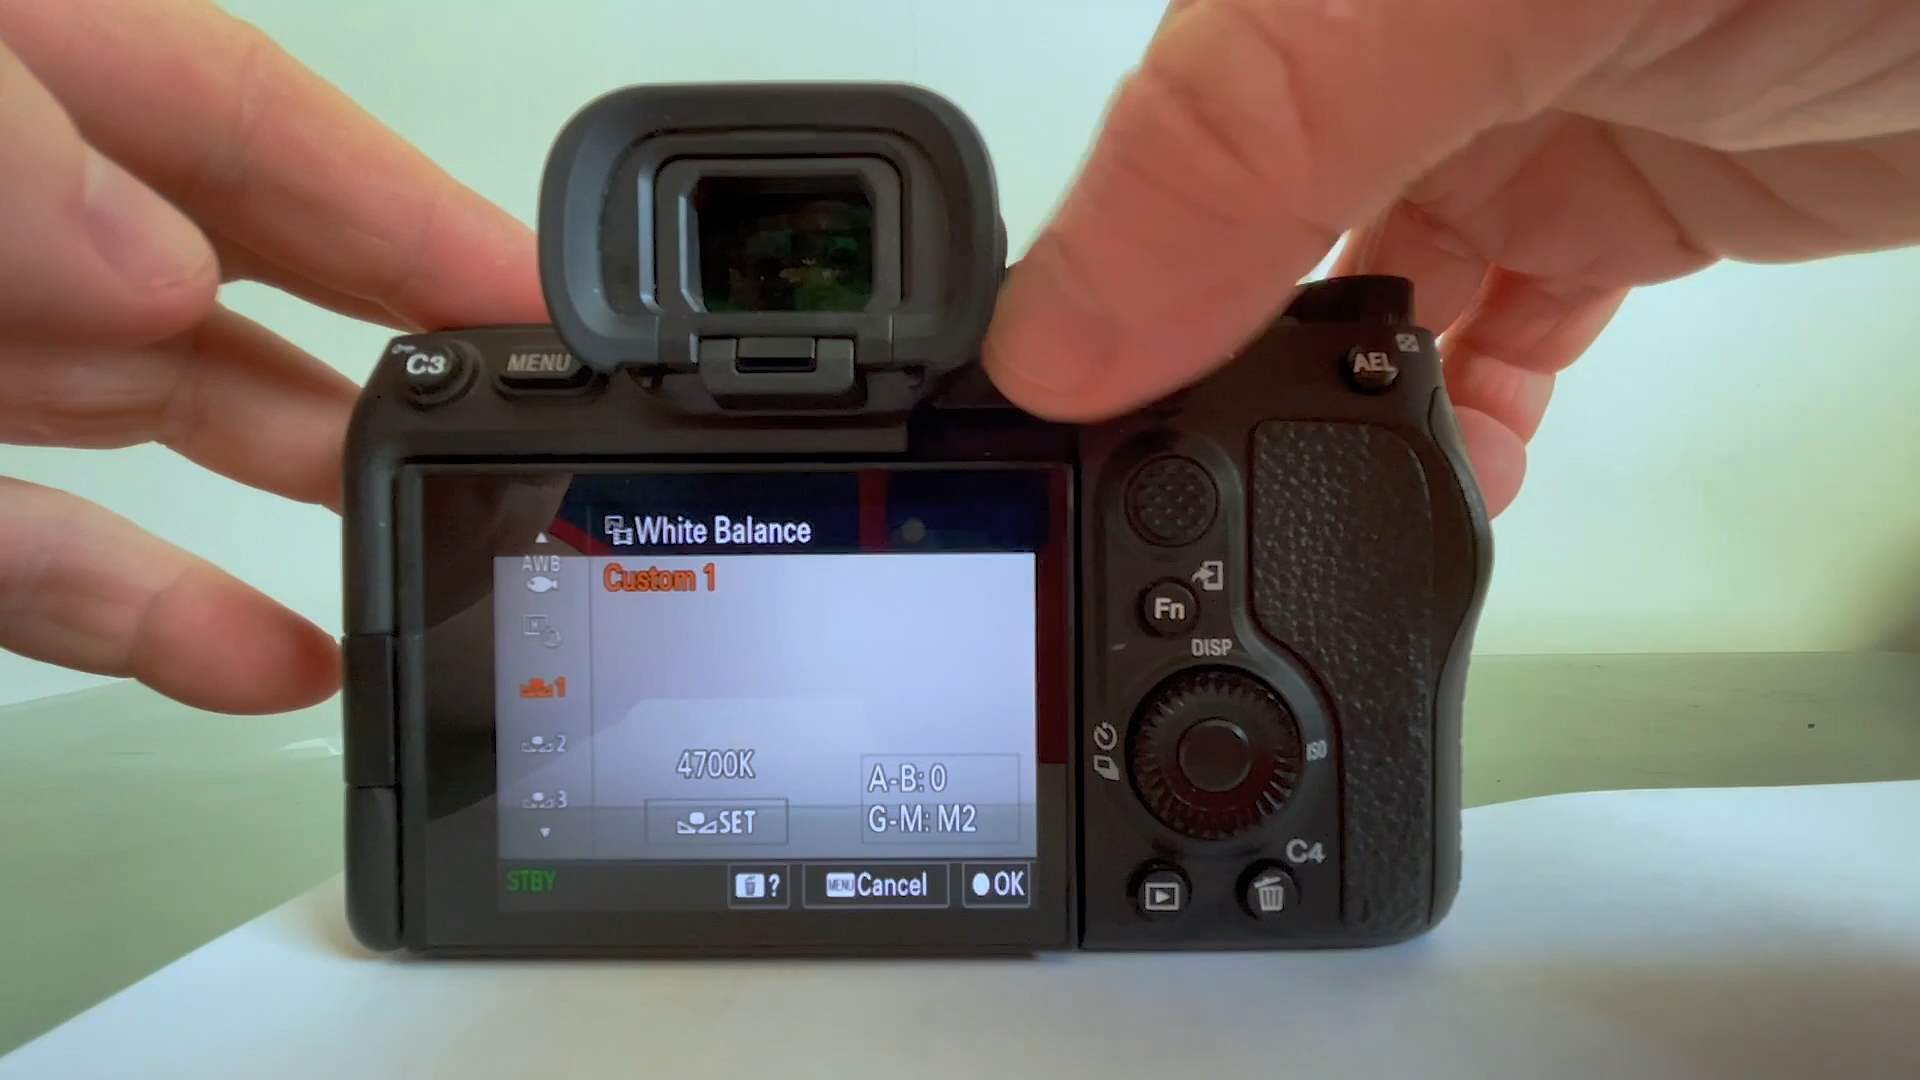 C3
MENU
AEL
White Balance
AWB
Custom 1
1
2
3
4700K
SET
A-B: 0
G-M: M2
STBY
?
MENU Cancel
OK
Fn
DISP
ISO
C4